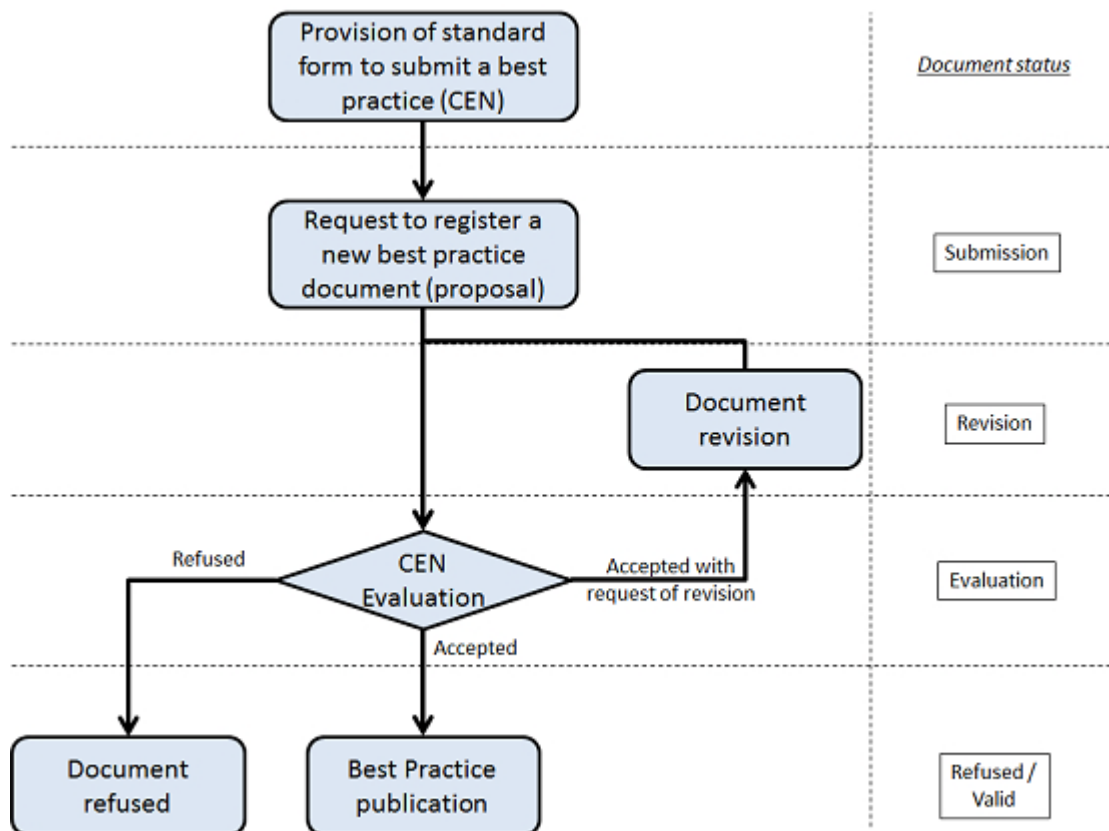 Provision of standard
form to submit a best
practice (CEN)
Document status
Request to register a
new best practice
document (proposal)
Submission
Document
revision
Revision
Refused
CEN
Evaluation
Accepted with
request of revision
Evaluation
Accepted
Document
refused
Best Practice
publication
Refused /
Valid